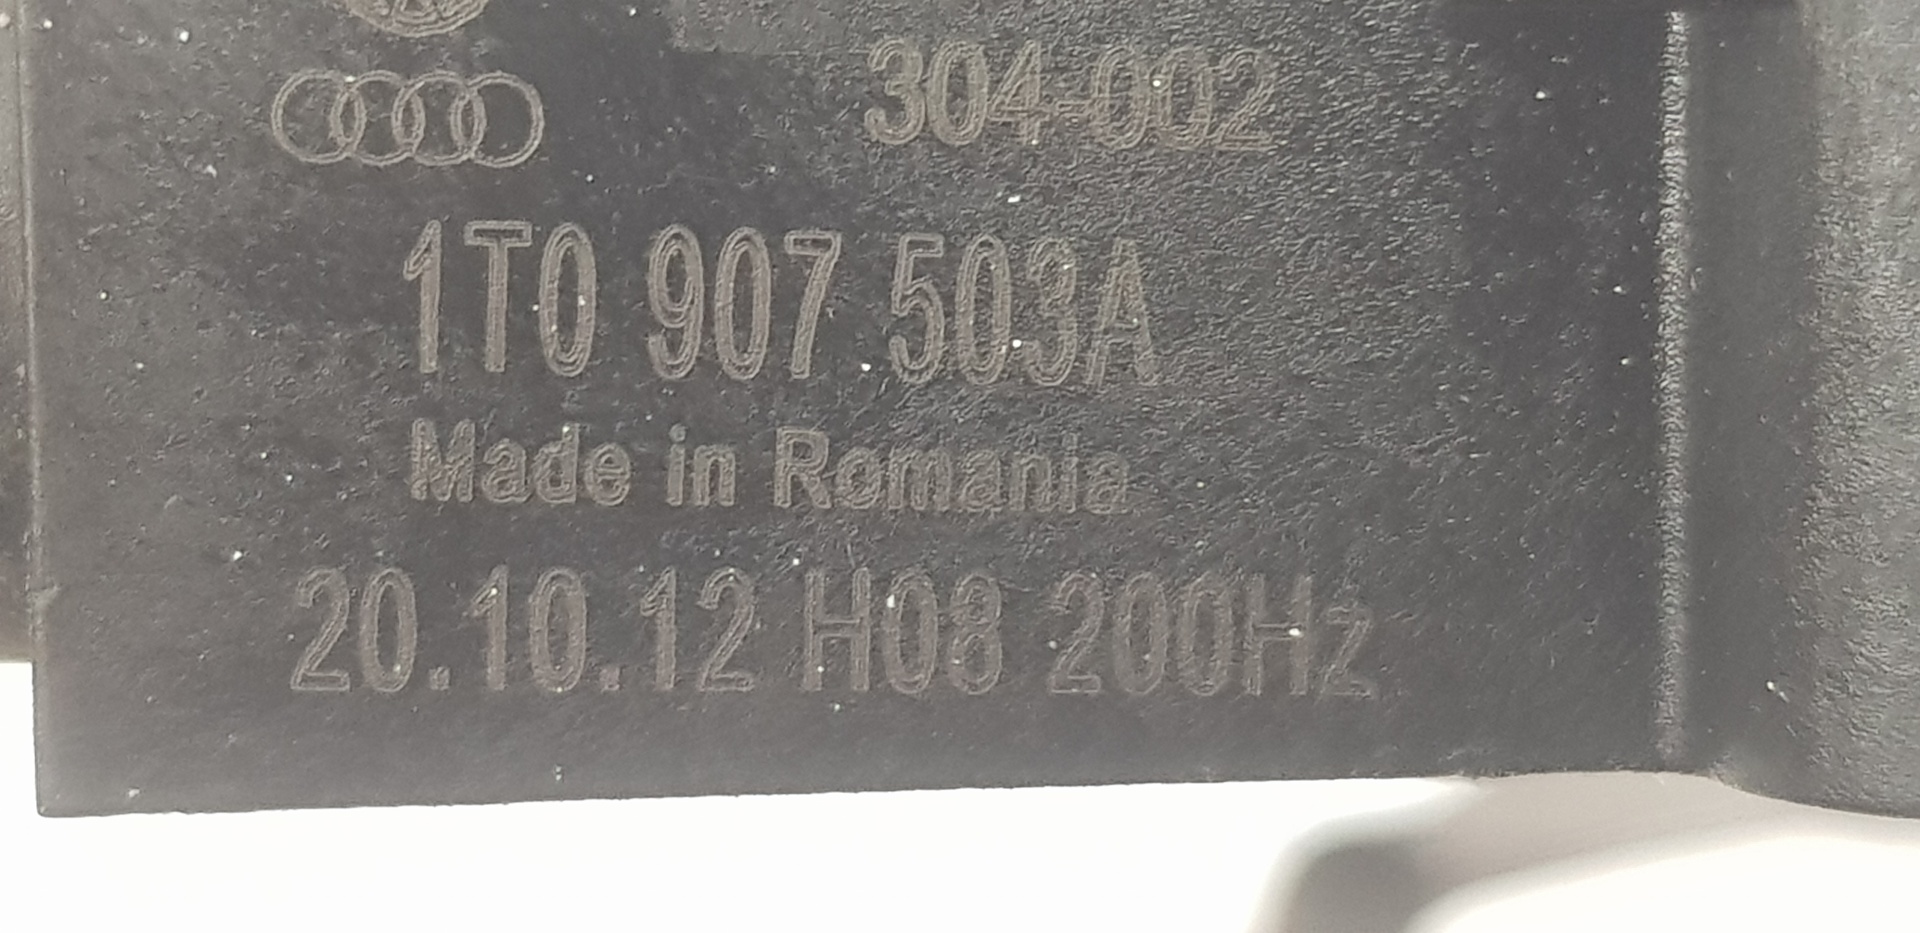 304-002
1T0 907 503A
Made in Romania
20.10.12 H08 200Hz